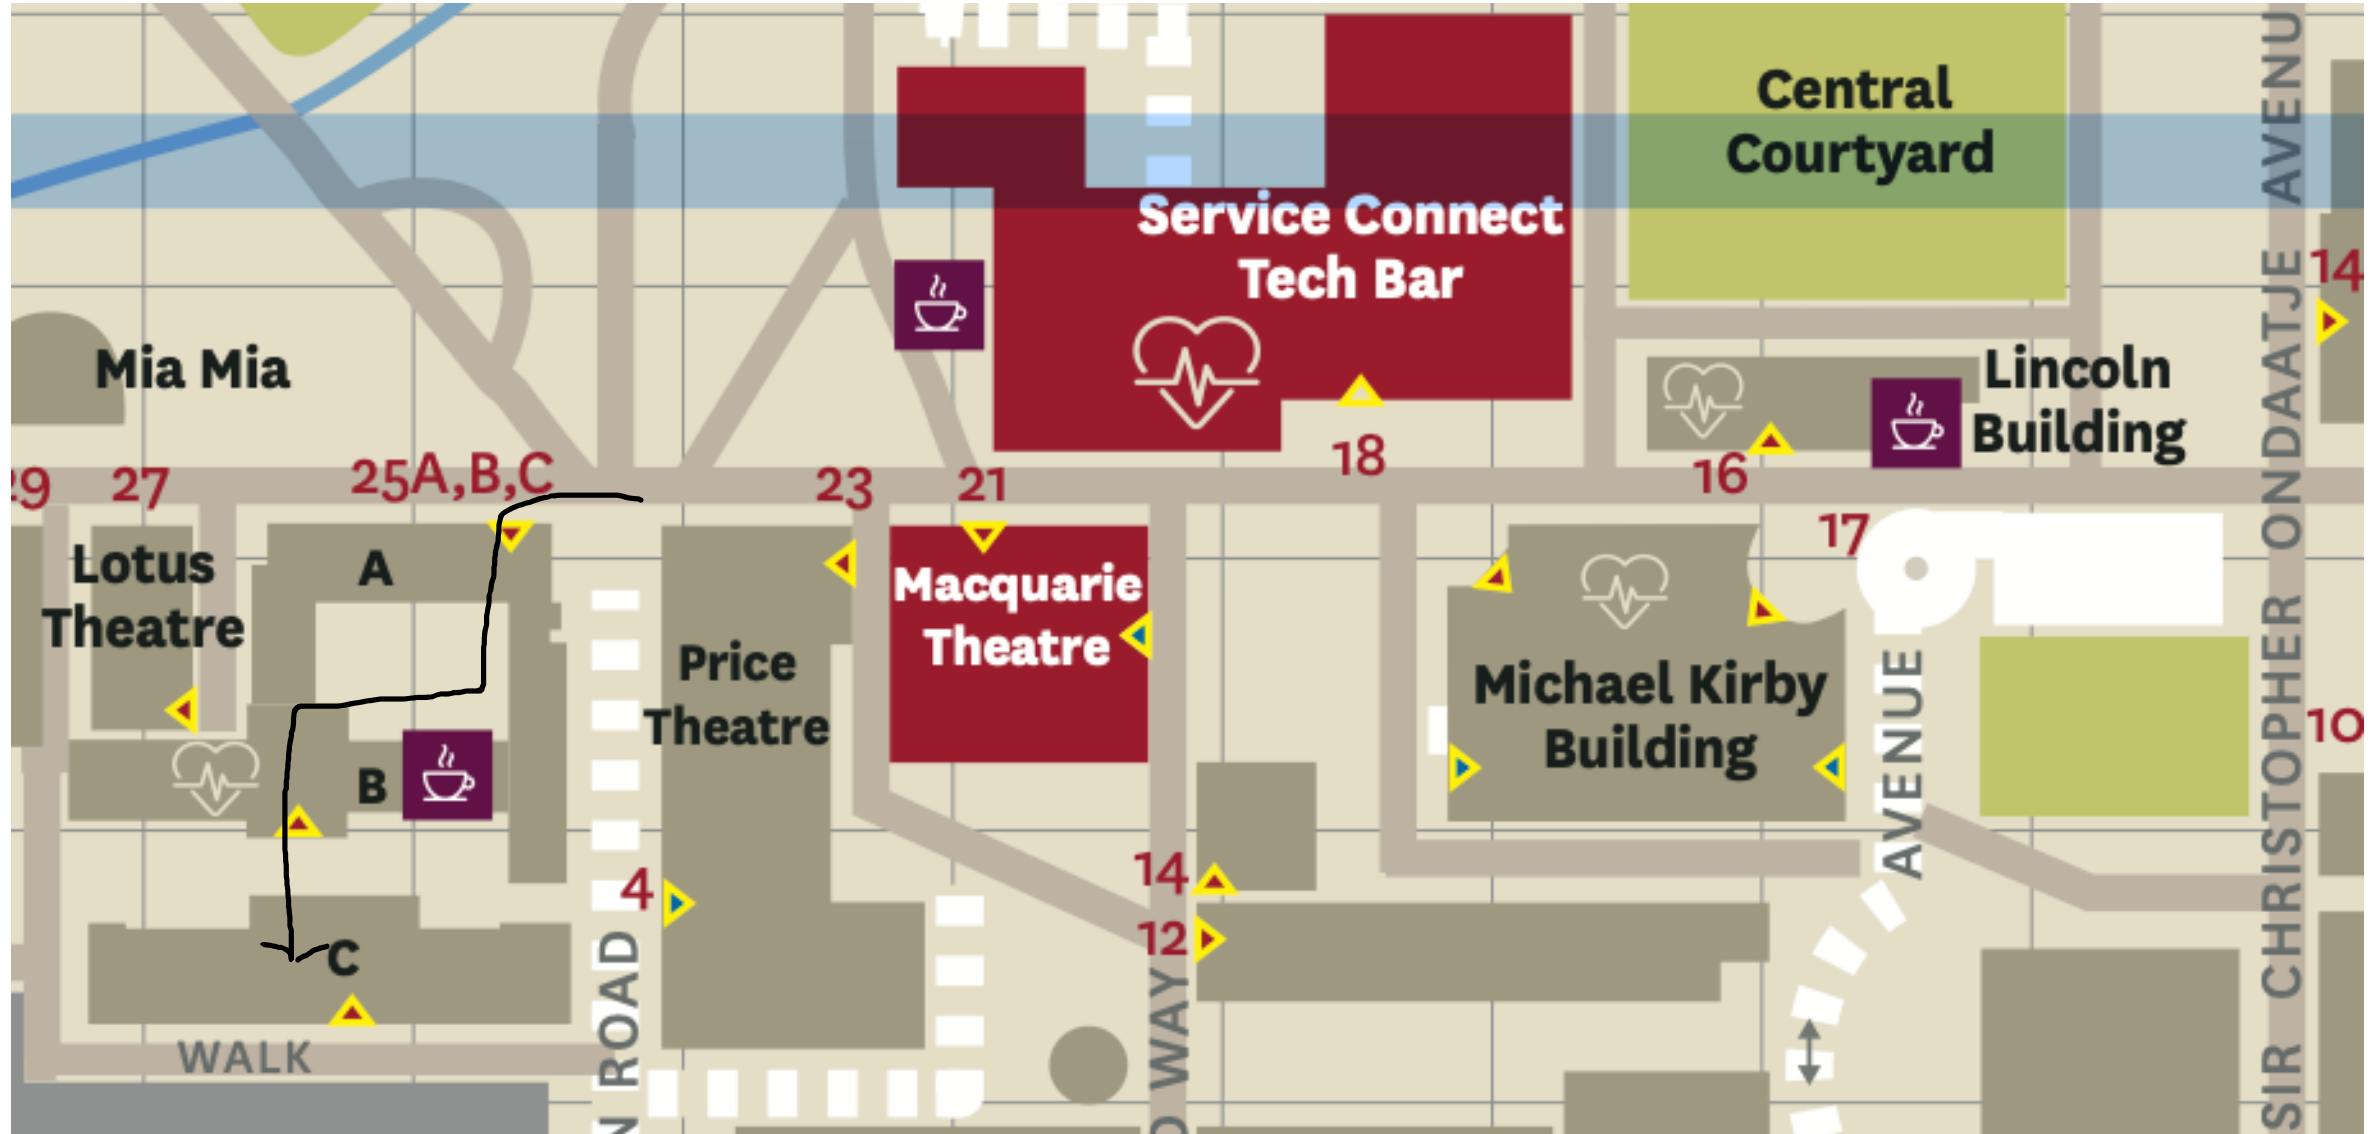 Central
Courtyard
Service Connect
Tech Bar
Mia Mia
Lincoln
Building
14
29
27
25A,B,C
23
21
18
16
17
Lotus
Theatre
A
Price
Theatre
Macquarie
Theatre
Michael Kirby
Building
B
C
4
14
12
10
WALK
N ROAD
D WAY
AVENUE
SIR CHRISTOPHER ONDAATJE AVENU